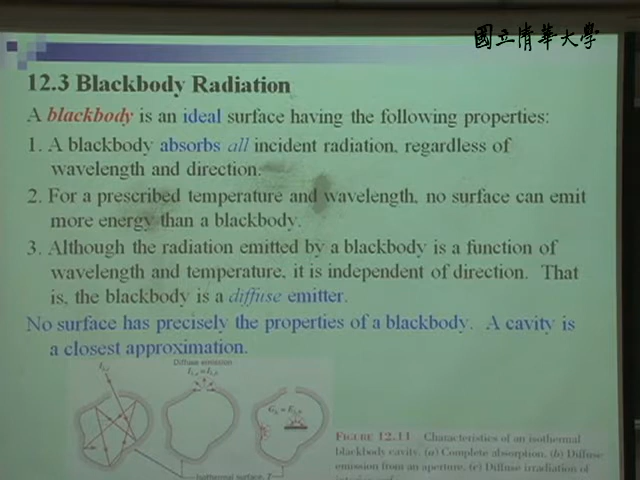 國立清華大學
12.3 Blackbody Radiation
A blackbody is an ideal surface having the following properties:
1. A blackbody absorbs all incident radiation, regardless of
wavelength and direction.
2. For a prescribed temperature and wavelength, no surface can emit
more energy than a blackbody.
3. Although the radiation emitted by a blackbody is a function of
wavelength and temperature, it is independent of direction. That
is, the blackbody is a diffuse emitter.
No surface has precisely the properties of a blackbody. A cavity is
a closest approximation.
Diffuse emission
Isothermal surface, T
FIGURE 12.11 Characteristics of an isothermal
blackbody cavity. (a) Complete absorption. (b) Diffuse
emission from an aperture. (c) Diffuse irradiation of